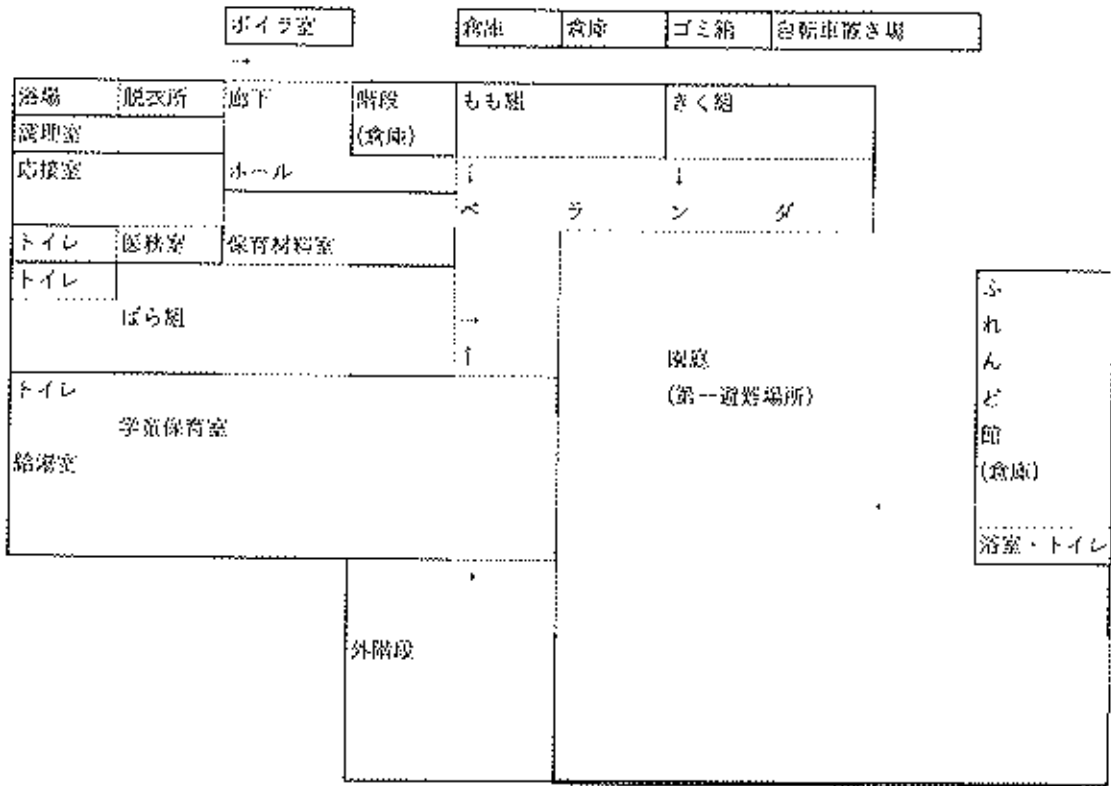 ボイラ室
倉庫
倉庫
ゴミ箱
自転車置き場
→
浴場
脱衣所
廊下
階段
(倉庫)
もも組
きく組
調理室
応接室
ホール
↑
↓
ベランダ
トイレ
医務室
保育材料室
トイレ
ばら組
→
↑
園庭
(第一避難場所)
ふれんど館
(倉庫)
浴室・トイレ
トイレ
学童保育室
給湯室
外階段